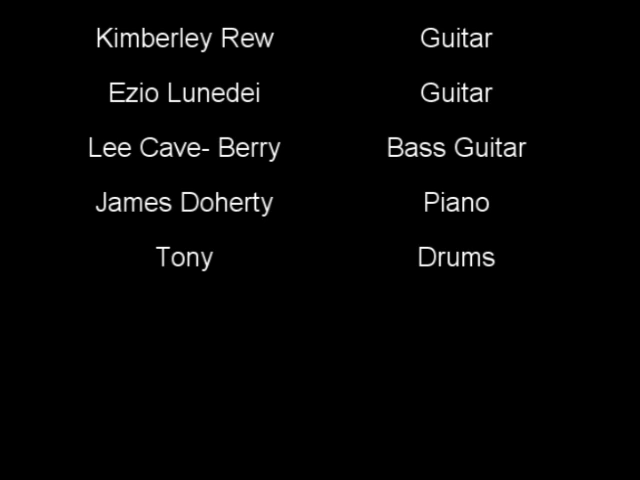 Kimberley Rew Guitar
Ezio Lunedei Guitar
Lee Cave- Berry Bass Guitar
James Doherty Piano
Tony Drums